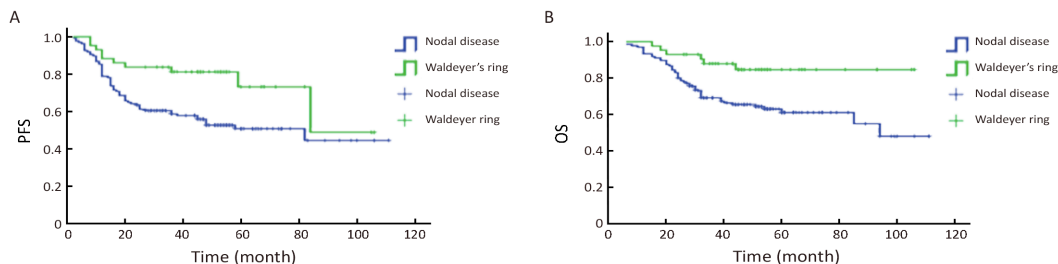 A
PFS
1.0
0.8
0.6
0.4
0.2
0
0 20 40 60 80 100 120
Time (month)
Nodal disease
Waldeyer's ring
Nodal disease
Waldeyer ring
B
OS
1.0
0.8
0.6
0.4
0.2
0
0 20 40 60 80 100 120
Time (month)
Nodal disease
Waldeyer's ring
Nodal disease
Waldeyer ring